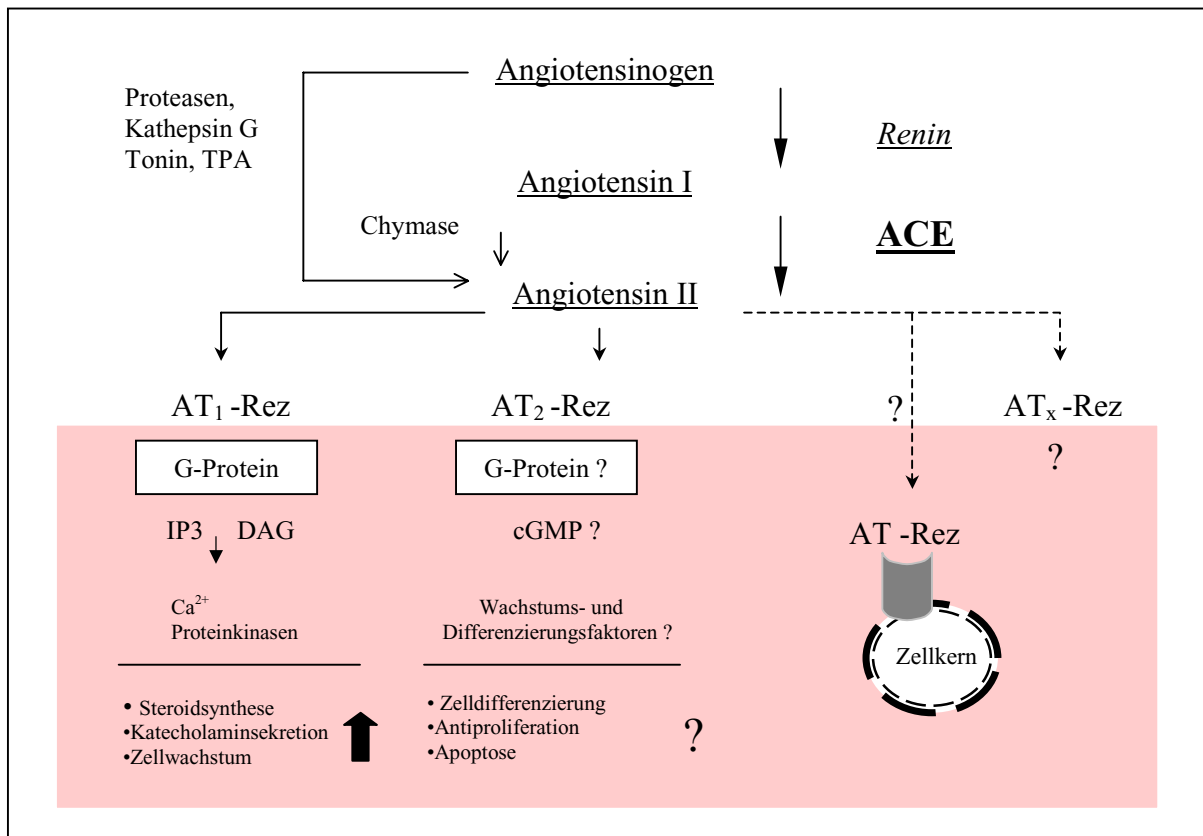 Angiotensinogen
Proteasen,
Kathepsin G
Tonin, TPA
Renin
Angiotensin I
Chymase
ACE
Angiotensin II
AT₁ -Rez
AT₂ -Rez
?
ATₓ -Rez
G-Protein
G-Protein ?
?
IP3 DAG
cGMP ?
AT -Rez
Ca²⁺
Proteinkinasen
Wachstums- und
Differenzierungsfaktoren ?
Zellkern
• Steroidsynthese
•Katecholaminsekretion
•Zellwachstum
• Zelldifferenzierung
•Antiproliferation
•Apoptose
?